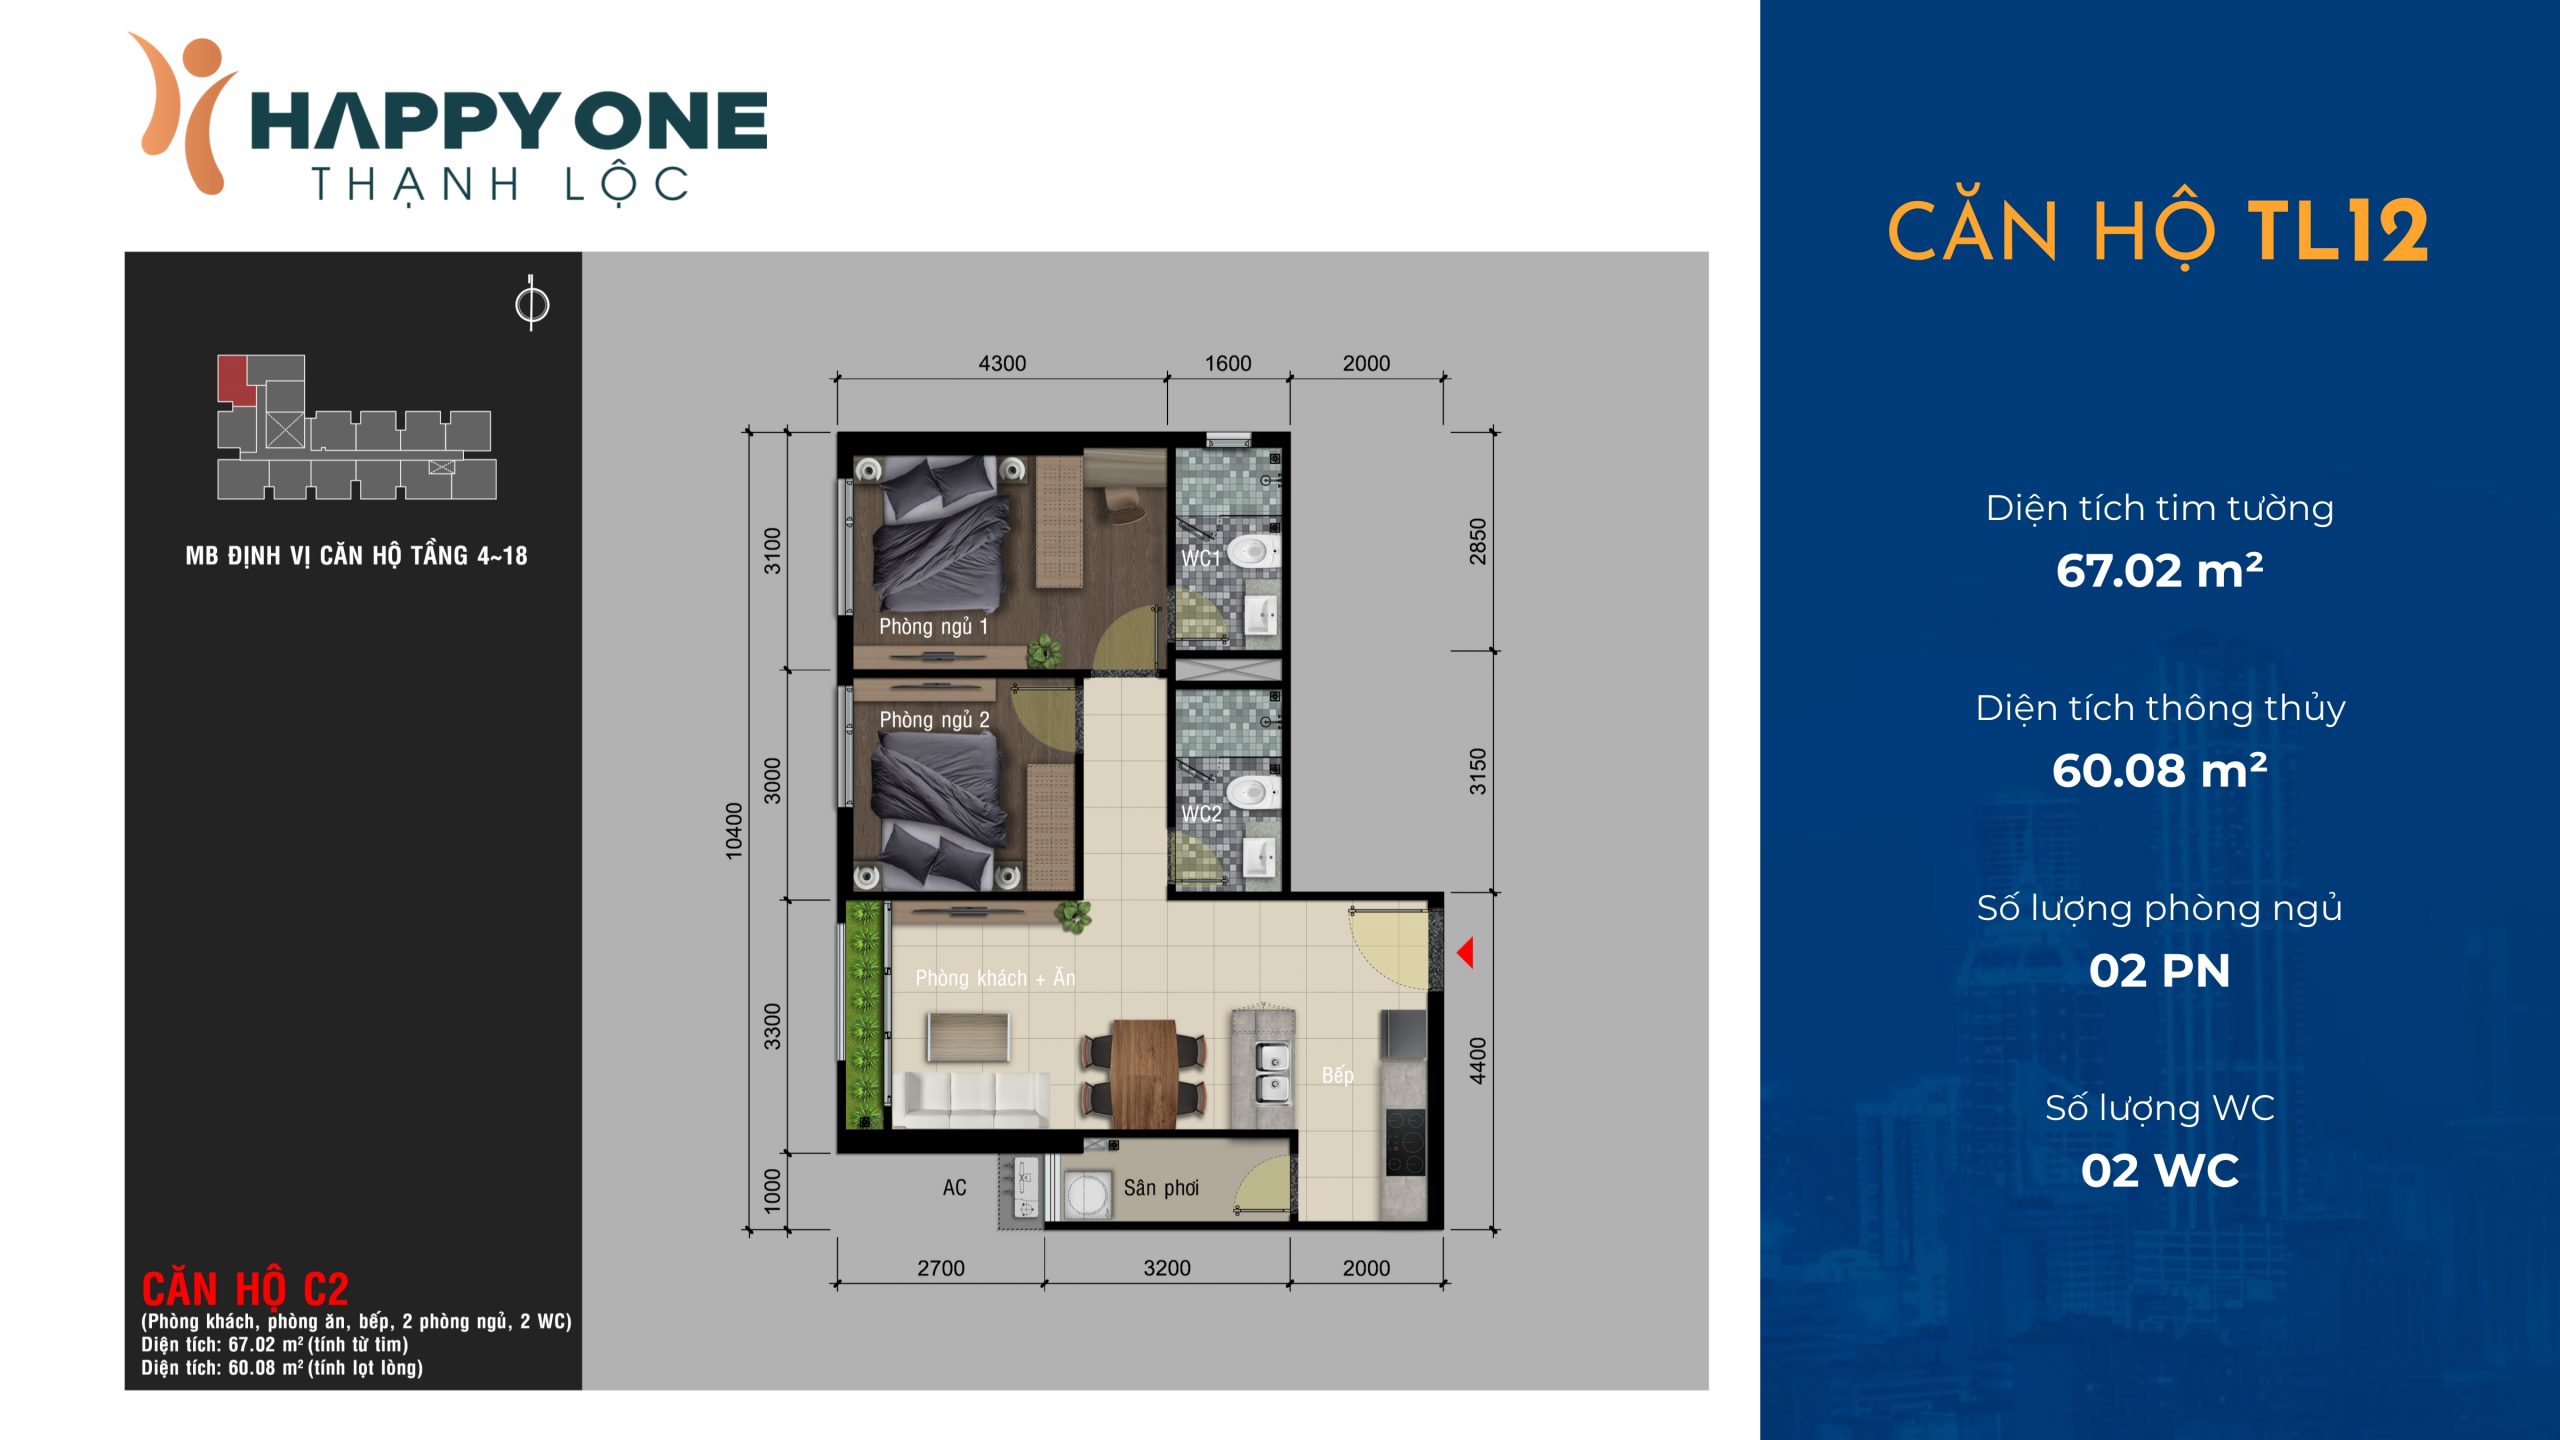 HAPPY ONE
THẠNH LỘC
MB ĐỊNH VỊ CĂN HỘ TẦNG 4~18
CĂN HỘ C2
(Phòng khách, phòng ăn, bếp, 2 phòng ngủ, 2 WC)
Diện tích: 67.02 m² (tính từ tim)
Diện tích: 60.08 m² (tính lọt lòng)
4300
1600
2000
10400
3100
3000
3300
1000
2850
3150
4400
2700
3200
2000
Phòng ngủ 1
WC1
Phòng ngủ 2
WC2
Phòng khách + Ăn
Bếp
AC
Sân phơi
CĂN HỘ TL12
Diện tích tim tường
67.02 m²
Diện tích thông thủy
60.08 m²
Số lượng phòng ngủ
02 PN
Số lượng WC
02 WC